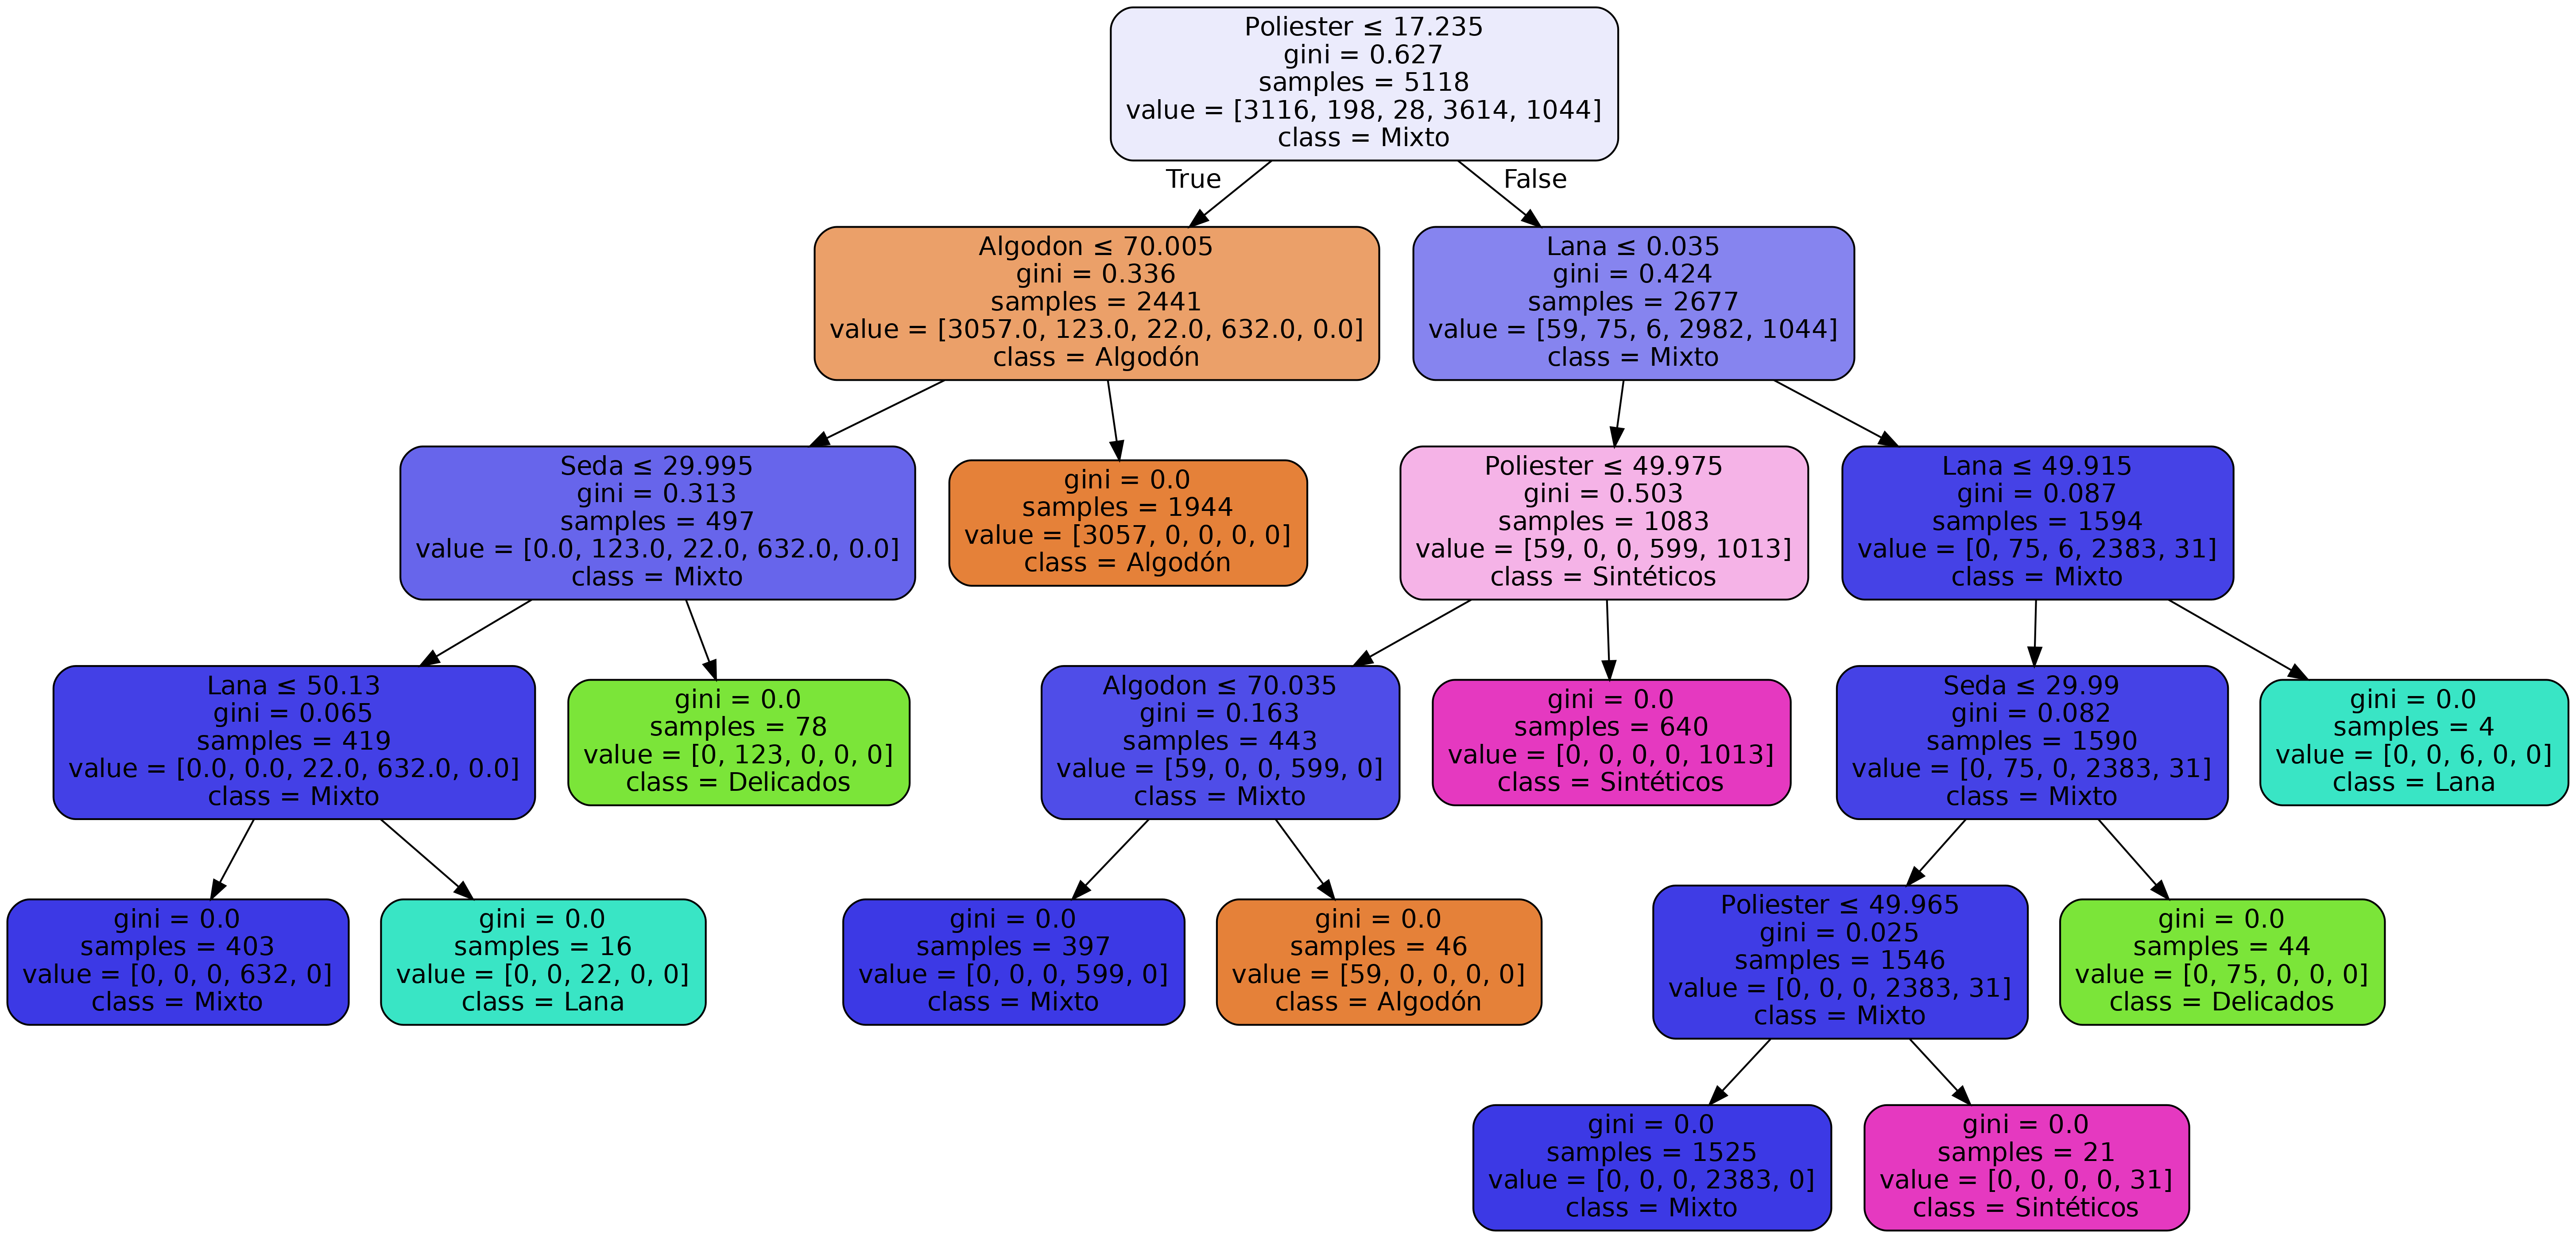 Poliester ≤ 17.235
gini = 0.627
samples = 5118
value = [3116, 198, 28, 3614, 1044]
class = Mixto
True
False
Algodon ≤ 70.005
gini = 0.336
samples = 2441
value = [3057.0, 123.0, 22.0, 632.0, 0.0]
class = Algodón
Lana ≤ 0.035
gini = 0.424
samples = 2677
value = [59, 75, 6, 2982, 1044]
class = Mixto
Seda ≤ 29.995
gini = 0.313
samples = 497
value = [0.0, 123.0, 22.0, 632.0, 0.0]
class = Mixto
gini = 0.0
samples = 1944
value = [3057, 0, 0, 0, 0]
class = Algodón
Poliester ≤ 49.975
gini = 0.503
samples = 1083
value = [59, 0, 0, 599, 1013]
class = Sintéticos
Lana ≤ 49.915
gini = 0.087
samples = 1594
value = [0, 75, 6, 2383, 31]
class = Mixto
Lana ≤ 50.13
gini = 0.065
samples = 419
value = [0.0, 0.0, 22.0, 632.0, 0.0]
class = Mixto
gini = 0.0
samples = 78
value = [0, 123, 0, 0, 0]
class = Delicados
Algodon ≤ 70.035
gini = 0.163
samples = 443
value = [59, 0, 0, 599, 0]
class = Mixto
gini = 0.0
samples = 640
value = [0, 0, 0, 0, 1013]
class = Sintéticos
Seda ≤ 29.99
gini = 0.082
samples = 1590
value = [0, 75, 0, 2383, 31]
class = Mixto
gini = 0.0
samples = 4
value = [0, 0, 6, 0, 0]
class = Lana
gini = 0.0
samples = 403
value = [0, 0, 0, 632, 0]
class = Mixto
gini = 0.0
samples = 16
value = [0, 0, 22, 0, 0]
class = Lana
gini = 0.0
samples = 397
value = [0, 0, 0, 599, 0]
class = Mixto
gini = 0.0
samples = 46
value = [59, 0, 0, 0, 0]
class = Algodón
Poliester ≤ 49.965
gini = 0.025
samples = 1546
value = [0, 0, 0, 2383, 31]
class = Mixto
gini = 0.0
samples = 44
value = [0, 75, 0, 0, 0]
class = Delicados
gini = 0.0
samples = 1525
value = [0, 0, 0, 2383, 0]
class = Mixto
gini = 0.0
samples = 21
value = [0, 0, 0, 0, 31]
class = Sintéticos